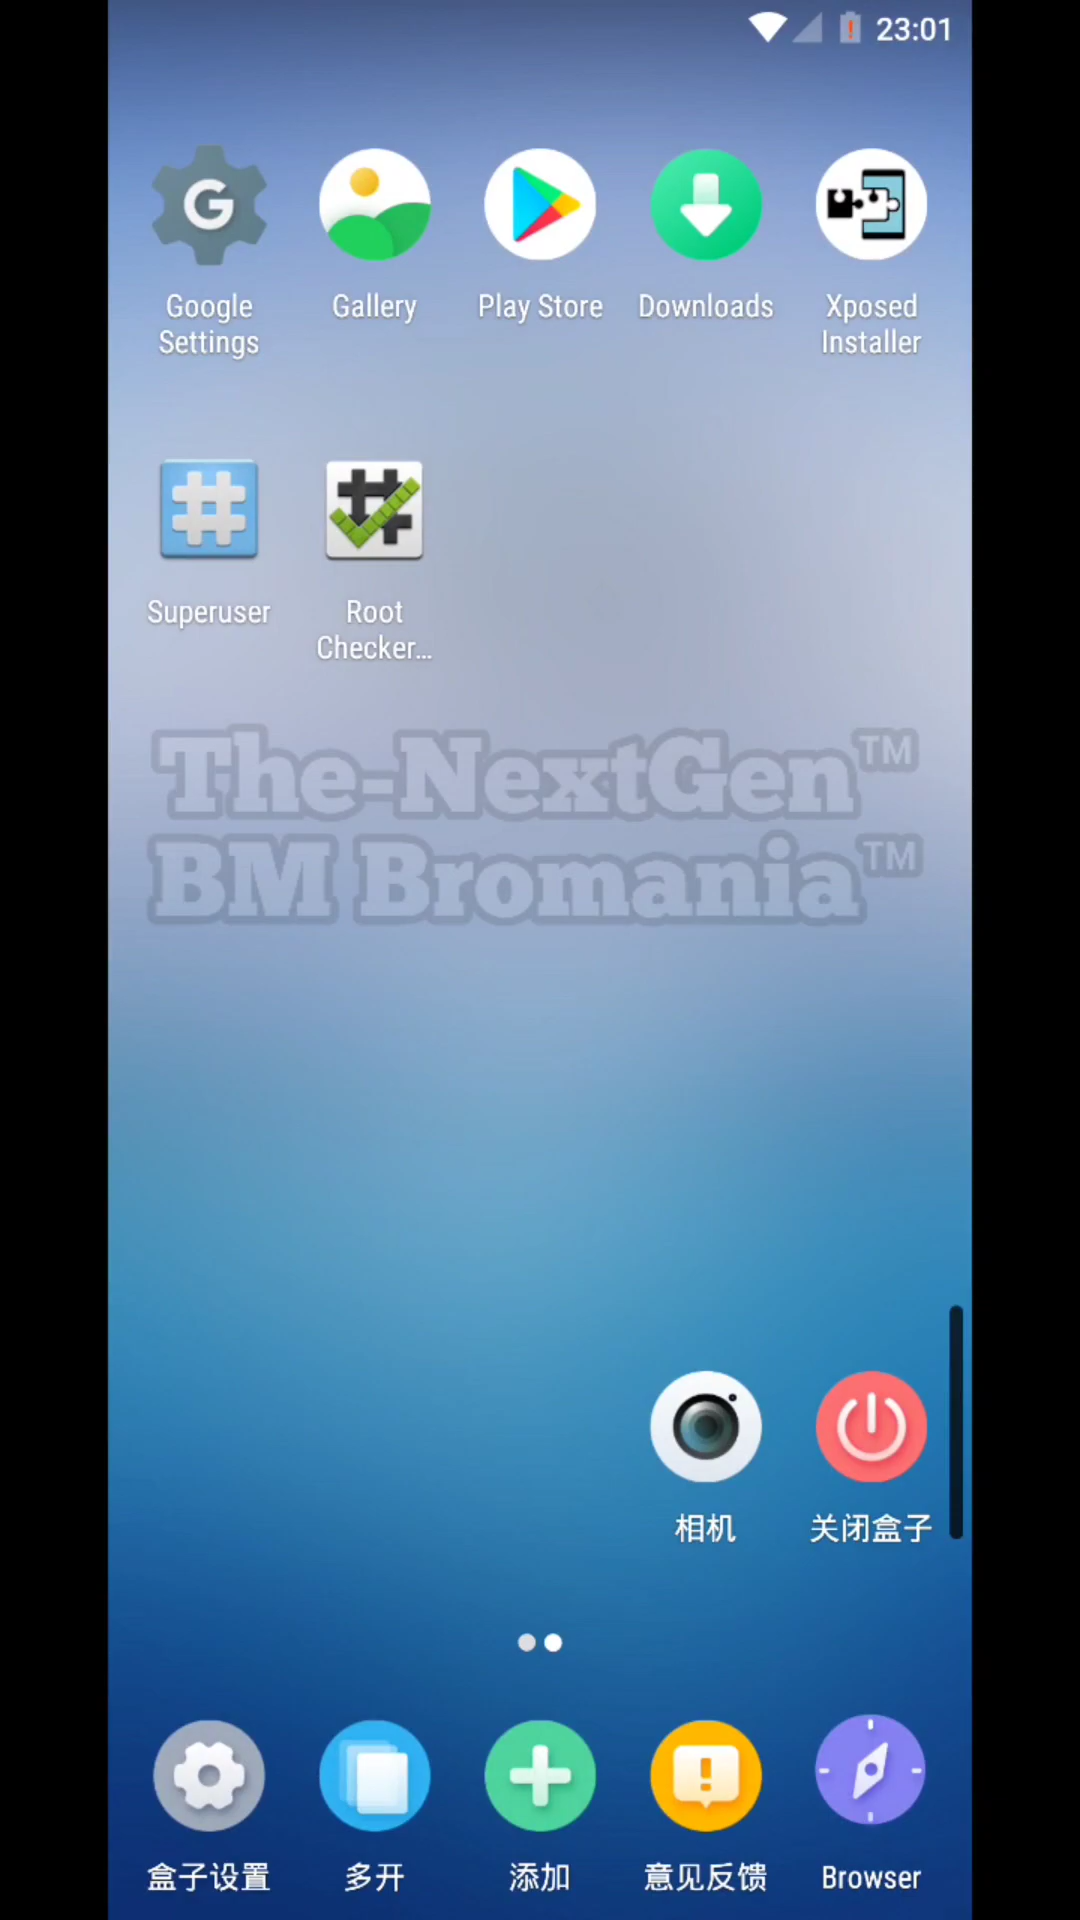 23:01
Google
Settings
Gallery
Play Store
Downloads
Xposed
Installer
Superuser
Root
Checker...
The-NextGen™
BM Bromania™
相机
关闭盒子
盒子设置
多开
添加
意见反馈
Browser